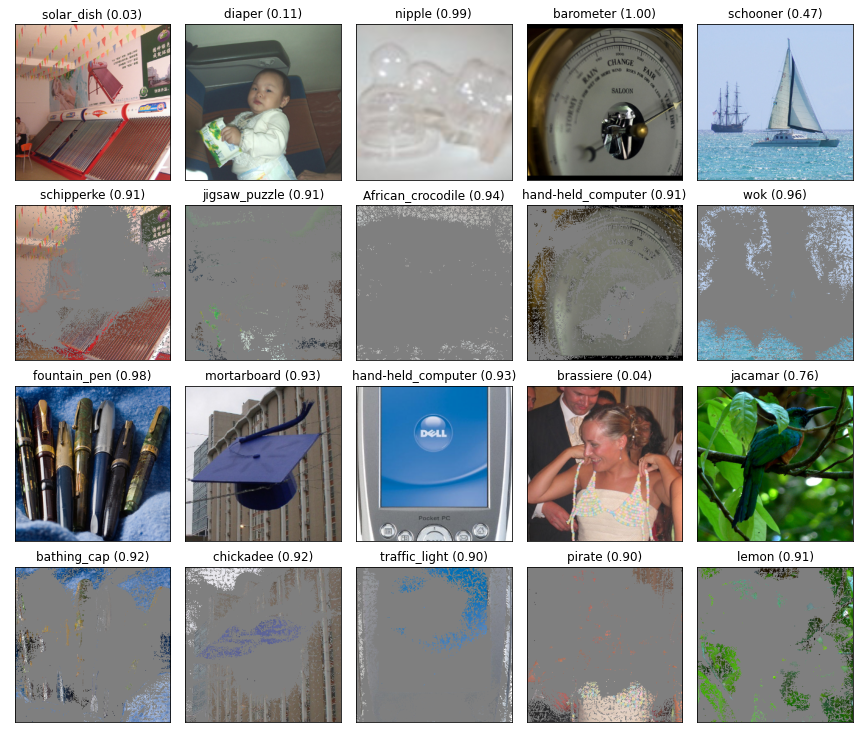 solar_dish (0.03)
diaper (0.11)
nipple (0.99)
barometer (1.00)
schooner (0.47)
RAIN CHANGE FAIR
STORMY
SALOON
schipperke (0.91)
jigsaw_puzzle (0.91)
African_crocodile (0.94)
hand-held_computer (0.91)
wok (0.96)
fountain_pen (0.98)
mortarboard (0.93)
hand-held_computer (0.93)
brassiere (0.04)
jacamar (0.76)
DELL
Pocket PC
bathing_cap (0.92)
chickadee (0.92)
traffic_light (0.90)
pirate (0.90)
lemon (0.91)